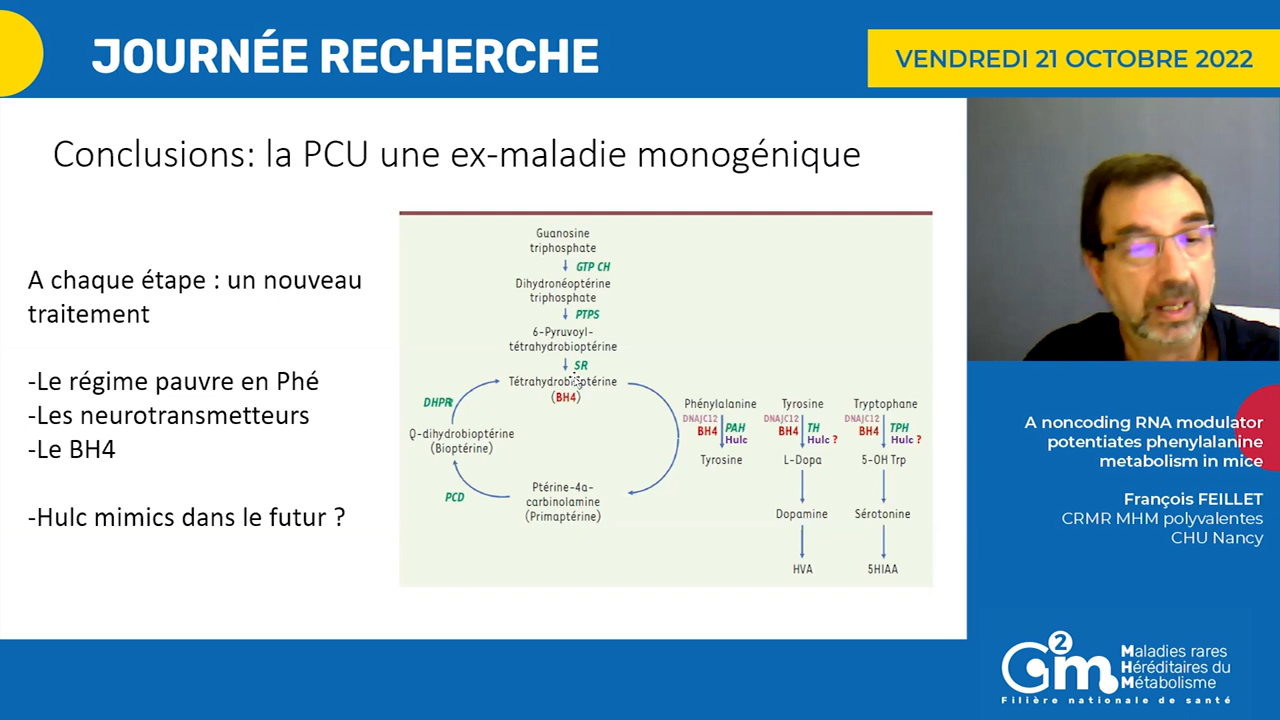 JOURNÉE RECHERCHE
VENDREDI 21 OCTOBRE 2022
Conclusions: la PCU une ex-maladie monogénique
A chaque étape : un nouveau
traitement
-Le régime pauvre en Phé
-Les neurotransmetteurs
-Le BH4
-Hulc mimics dans le futur ?
Guanosine
triphosphate
GTP CH
Dihydronéoptérine
triphosphate
PTPS
6-Pyruvoyl-
tétrahydrobioptérine
SR
Tétrahydrobioptérine
(BH4)
DHPR
Q-dihydrobioptérine
(Bioptérine)
PCD
Ptérine-4a-
carbinolamine
(Primaptérine)
Phénylalanine
DNAJC12
BH4
PAH
Hulc
Tyrosine
Tyrosine
DNAJC12
BH4
TH
Hulc ?
L-Dopa
Dopamine
HVA
Tryptophane
DNAJC12
BH4
TPH
Hulc ?
5-OH Trp
Sérotonine
5HIAA
A noncoding RNA modulator
potentiates phenylalanine
metabolism in mice
François FEILLET
CRMR MHM polyvalentes
CHU Nancy
G2m
Maladies rares
Héréditaires du
Métabolisme
Filière nationale de santé